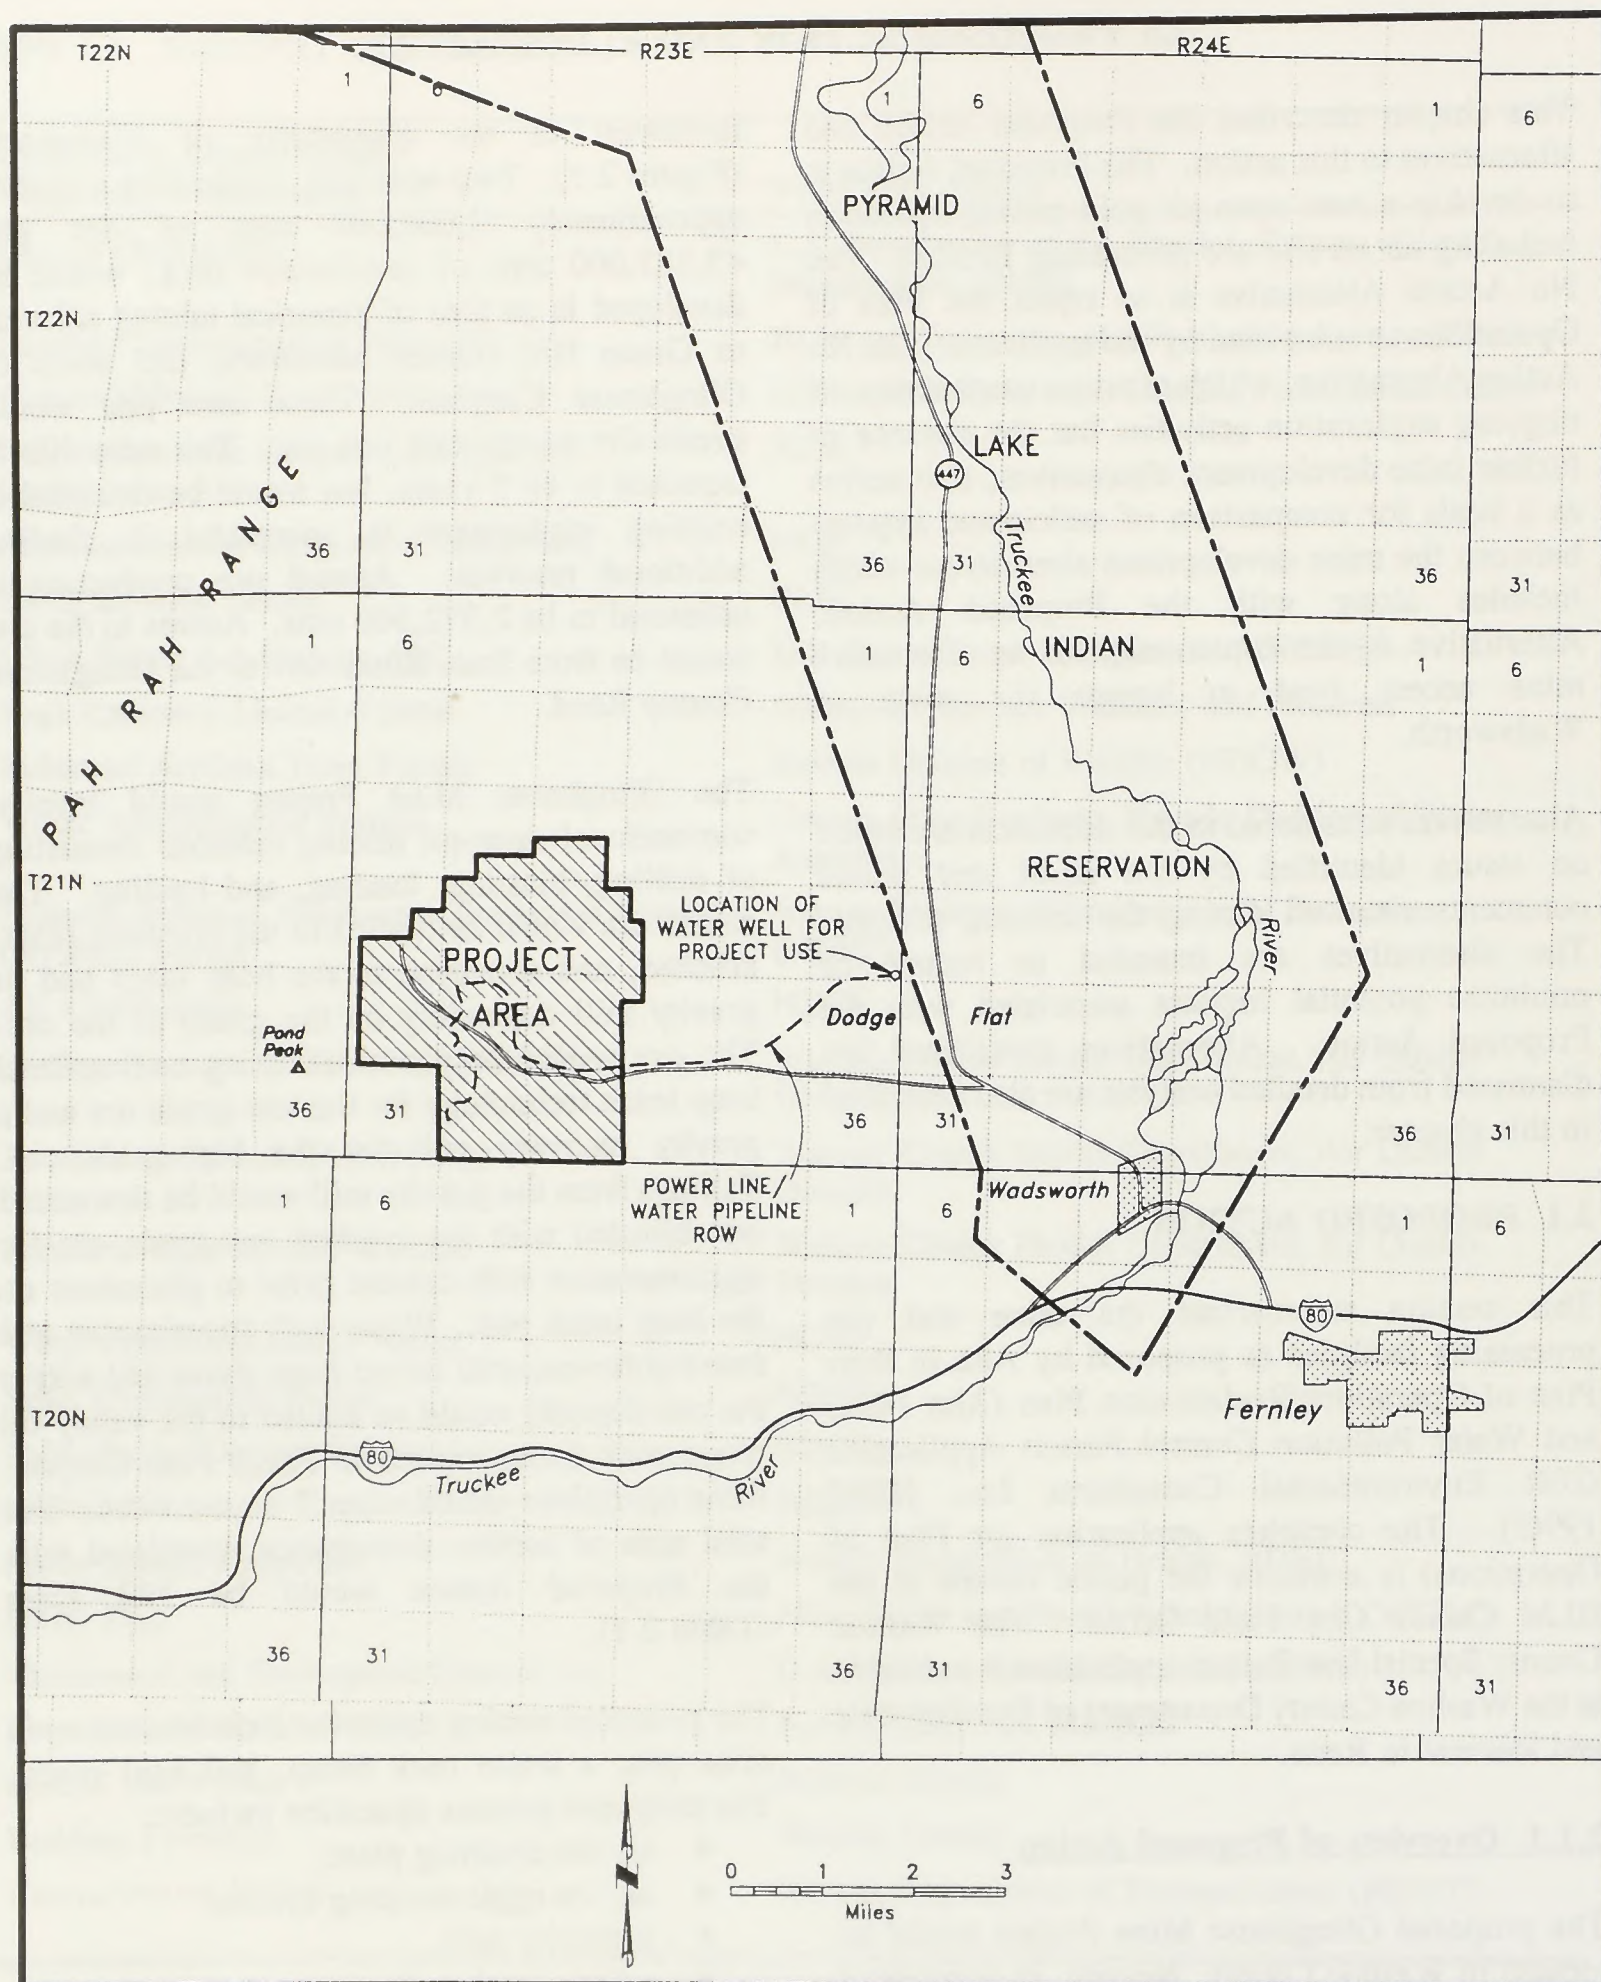 T22N
R23E
R24E
1
6
1
6
1
6
PYRAMID
T22N
LAKE
447
PAH RAH RANGE
Truckee
36
31
36
31
36
31
1
6
1
6
INDIAN
1
6
RESERVATION
T21N
LOCATION OF
WATER WELL FOR
PROJECT USE
River
PROJECT
AREA
Dodge
Flat
Pond
Peak
36
31
36
31
36
31
POWER LINE/
WATER PIPELINE
ROW
Wadsworth
1
6
1
6
1
6
80
Fernley
T20N
80
Truckee
River
36
31
36
31
36
31
N
0
1
2
3
Miles